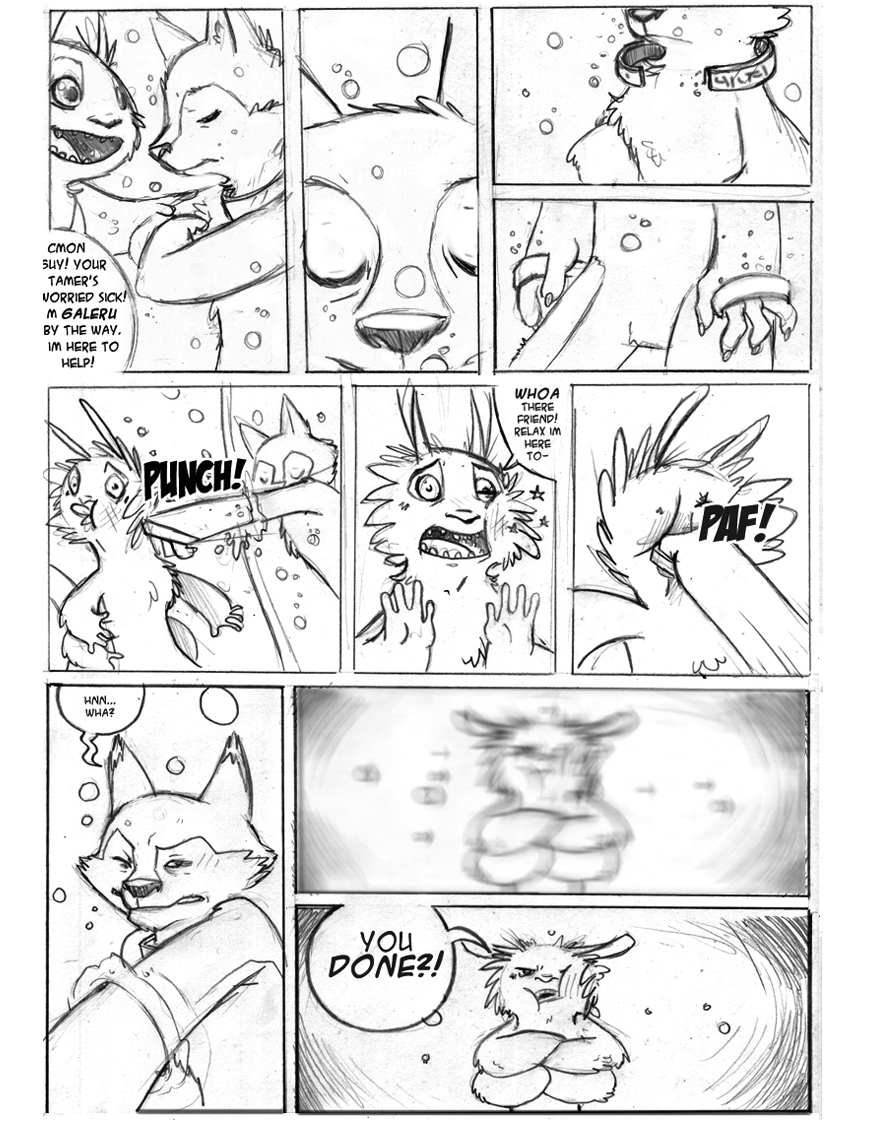 CMON
GUY! YOUR
TAMER'S
WORRIED SICK!
M GALERU
BY THE WAY.
IM HERE TO
HELP!
PUNCH!
WHOA
THERE
FRIEND!
RELAX IM
HERE
TO-
PAF!
HNN...
WHA?
YOU
DONE?!